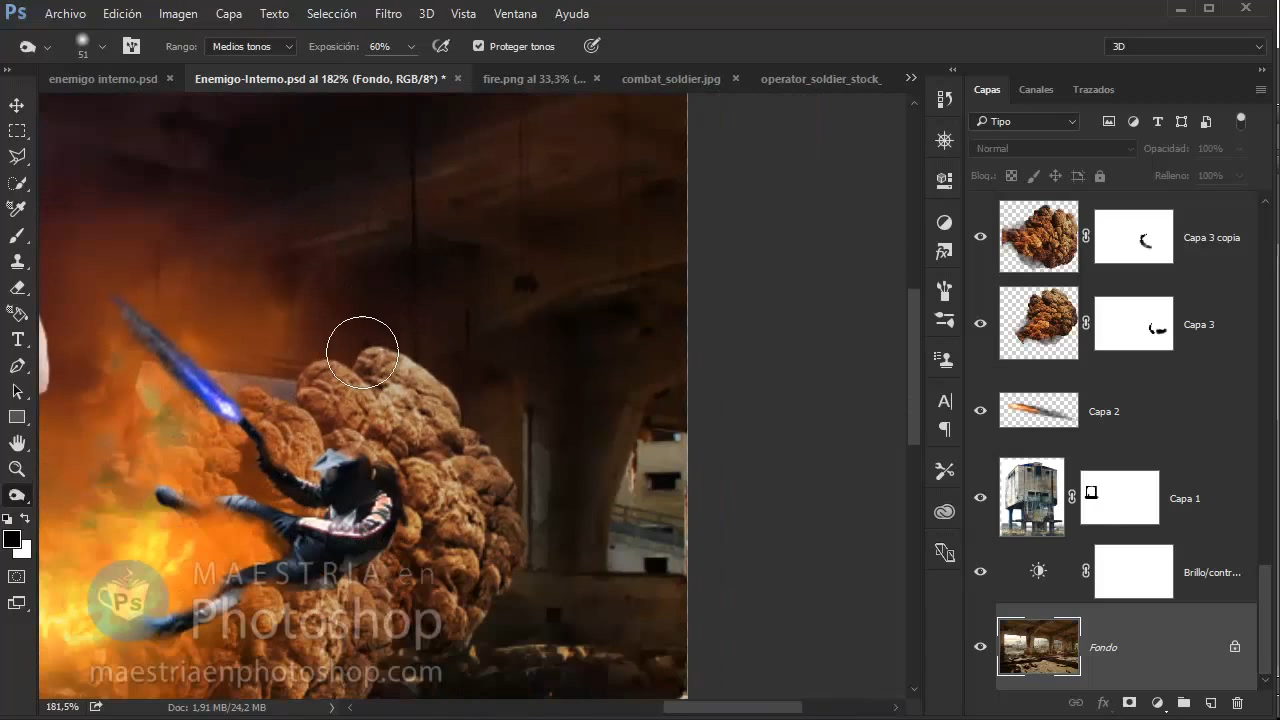 Ps Archivo Edición Imagen Capa Texto Selección Filtro 3D Vista Ventana Ayuda
51 Rango: Medios tonos Exposición: 60% Proteger tonos 3D
enemigo interno.psd × Enemigo-Interno.psd al 182% (Fondo, RGB/8*) * × fire.png al 33,3% (... × combat_soldier.jpg × operator_soldier_stock_
Capas Canales Trazados
Tipo
Normal Opacidad: 100%
Bloq.: Relleno: 100%
Capa 3 copia
Capa 3
Capa 2
Capa 1
Brillo/contr...
Fondo
MAESTRIA en
Ps Photoshop
maestriaenphotoshop.com
181,5% Doc: 1,91 MB/24,2 MB